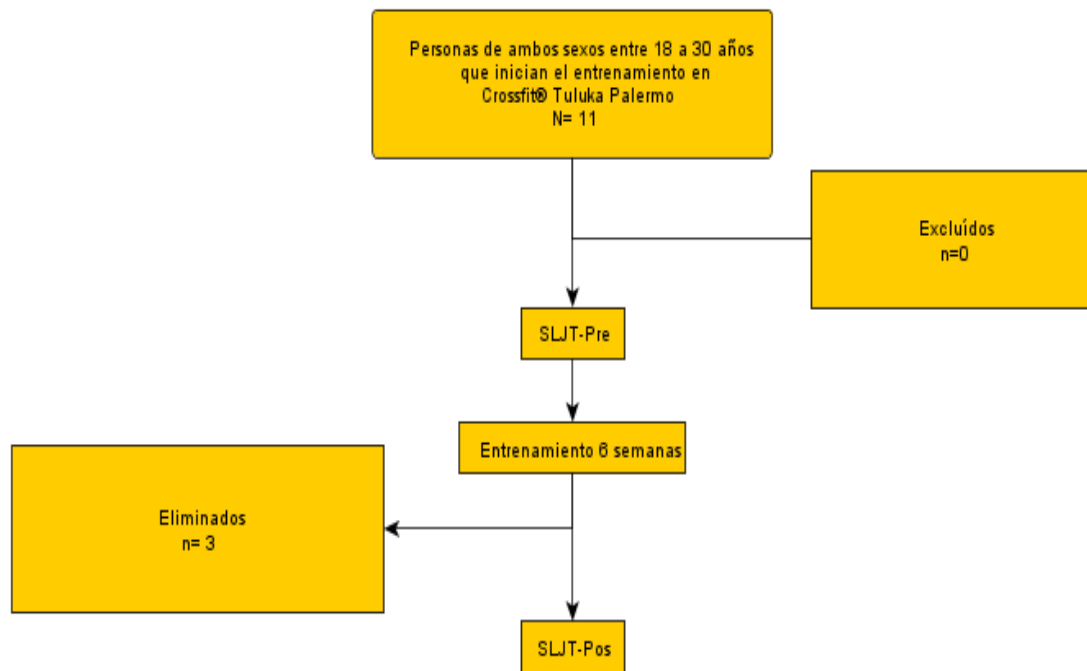 Personas de ambos sexos entre 18 a 30 años
que inician el entrenamiento en
Crossfit® Tuluka Palermo
N= 11
Excluídos
n=0
SLJT-Pre
Entrenamiento 6 semanas
Eliminados
n= 3
SLJT-Pos